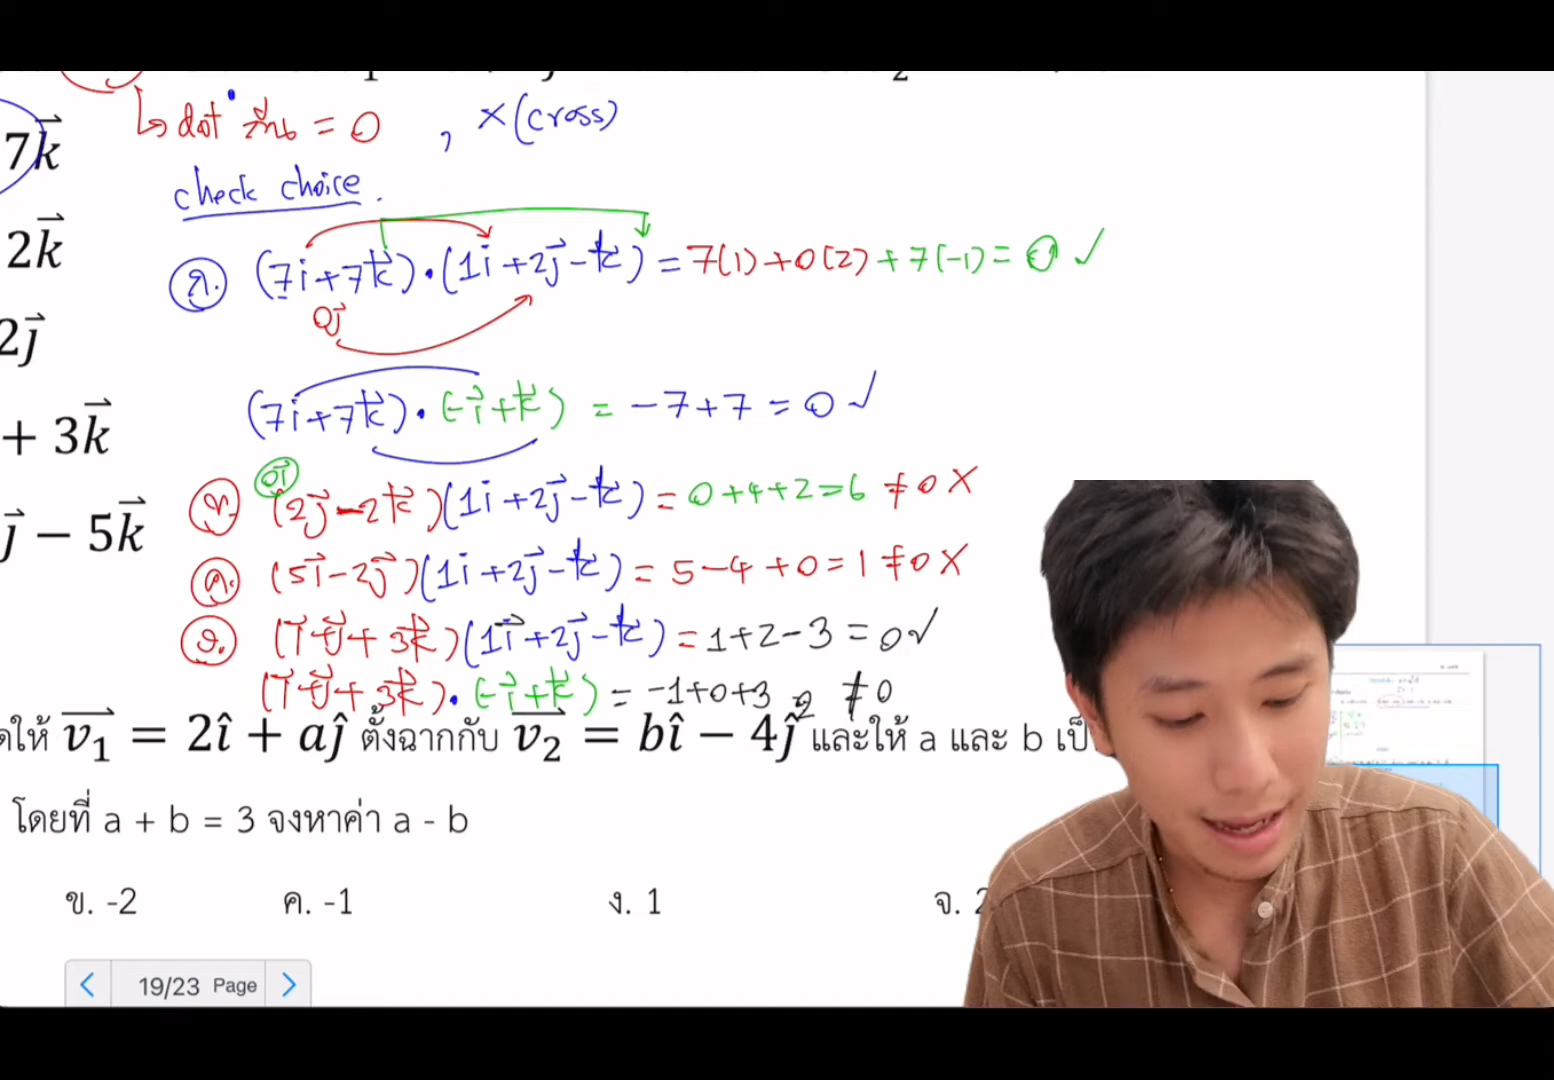 dot กัน = 0 , × (cross)
7k⃗
check choice.
2k⃗
ก. (7i + 7k⃗) · (1i + 2j⃗ - k⃗) = 7(1) + 0(2) + 7(-1) = 0 ✓
0j⃗
2j⃗
(7i + 7k⃗) · (-i⃗ + k⃗) = -7 + 7 = 0 ✓
+ 3k⃗
0i⃗
ข. (2j⃗ - 2k⃗)(1i + 2j⃗ - k⃗) = 0 + 4 + 2 = 6 ≠ 0 X
j⃗ − 5k⃗
ค. (5i⃗ - 2j⃗)(1i + 2j⃗ - k⃗) = 5 - 4 + 0 = 1 ≠ 0 X
ง. (i⃗ + j⃗ + 3k⃗)(1i⃗ + 2j⃗ - k⃗) = 1 + 2 - 3 = 0 ✓
(i⃗ + j⃗ + 3k⃗) · (-i⃗ + k⃗) = -1 + 0 + 3 2 ≠ 0
ดให้ v₁⃗ = 2î + aĵ ตั้งฉากกับ v₂⃗ = bî − 4ĵ และให้ a และ b เป็
โดยที่ a + b = 3 จงหาค่า a - b
ข. -2 ค. -1 ง. 1 จ. 2
19/23 Page